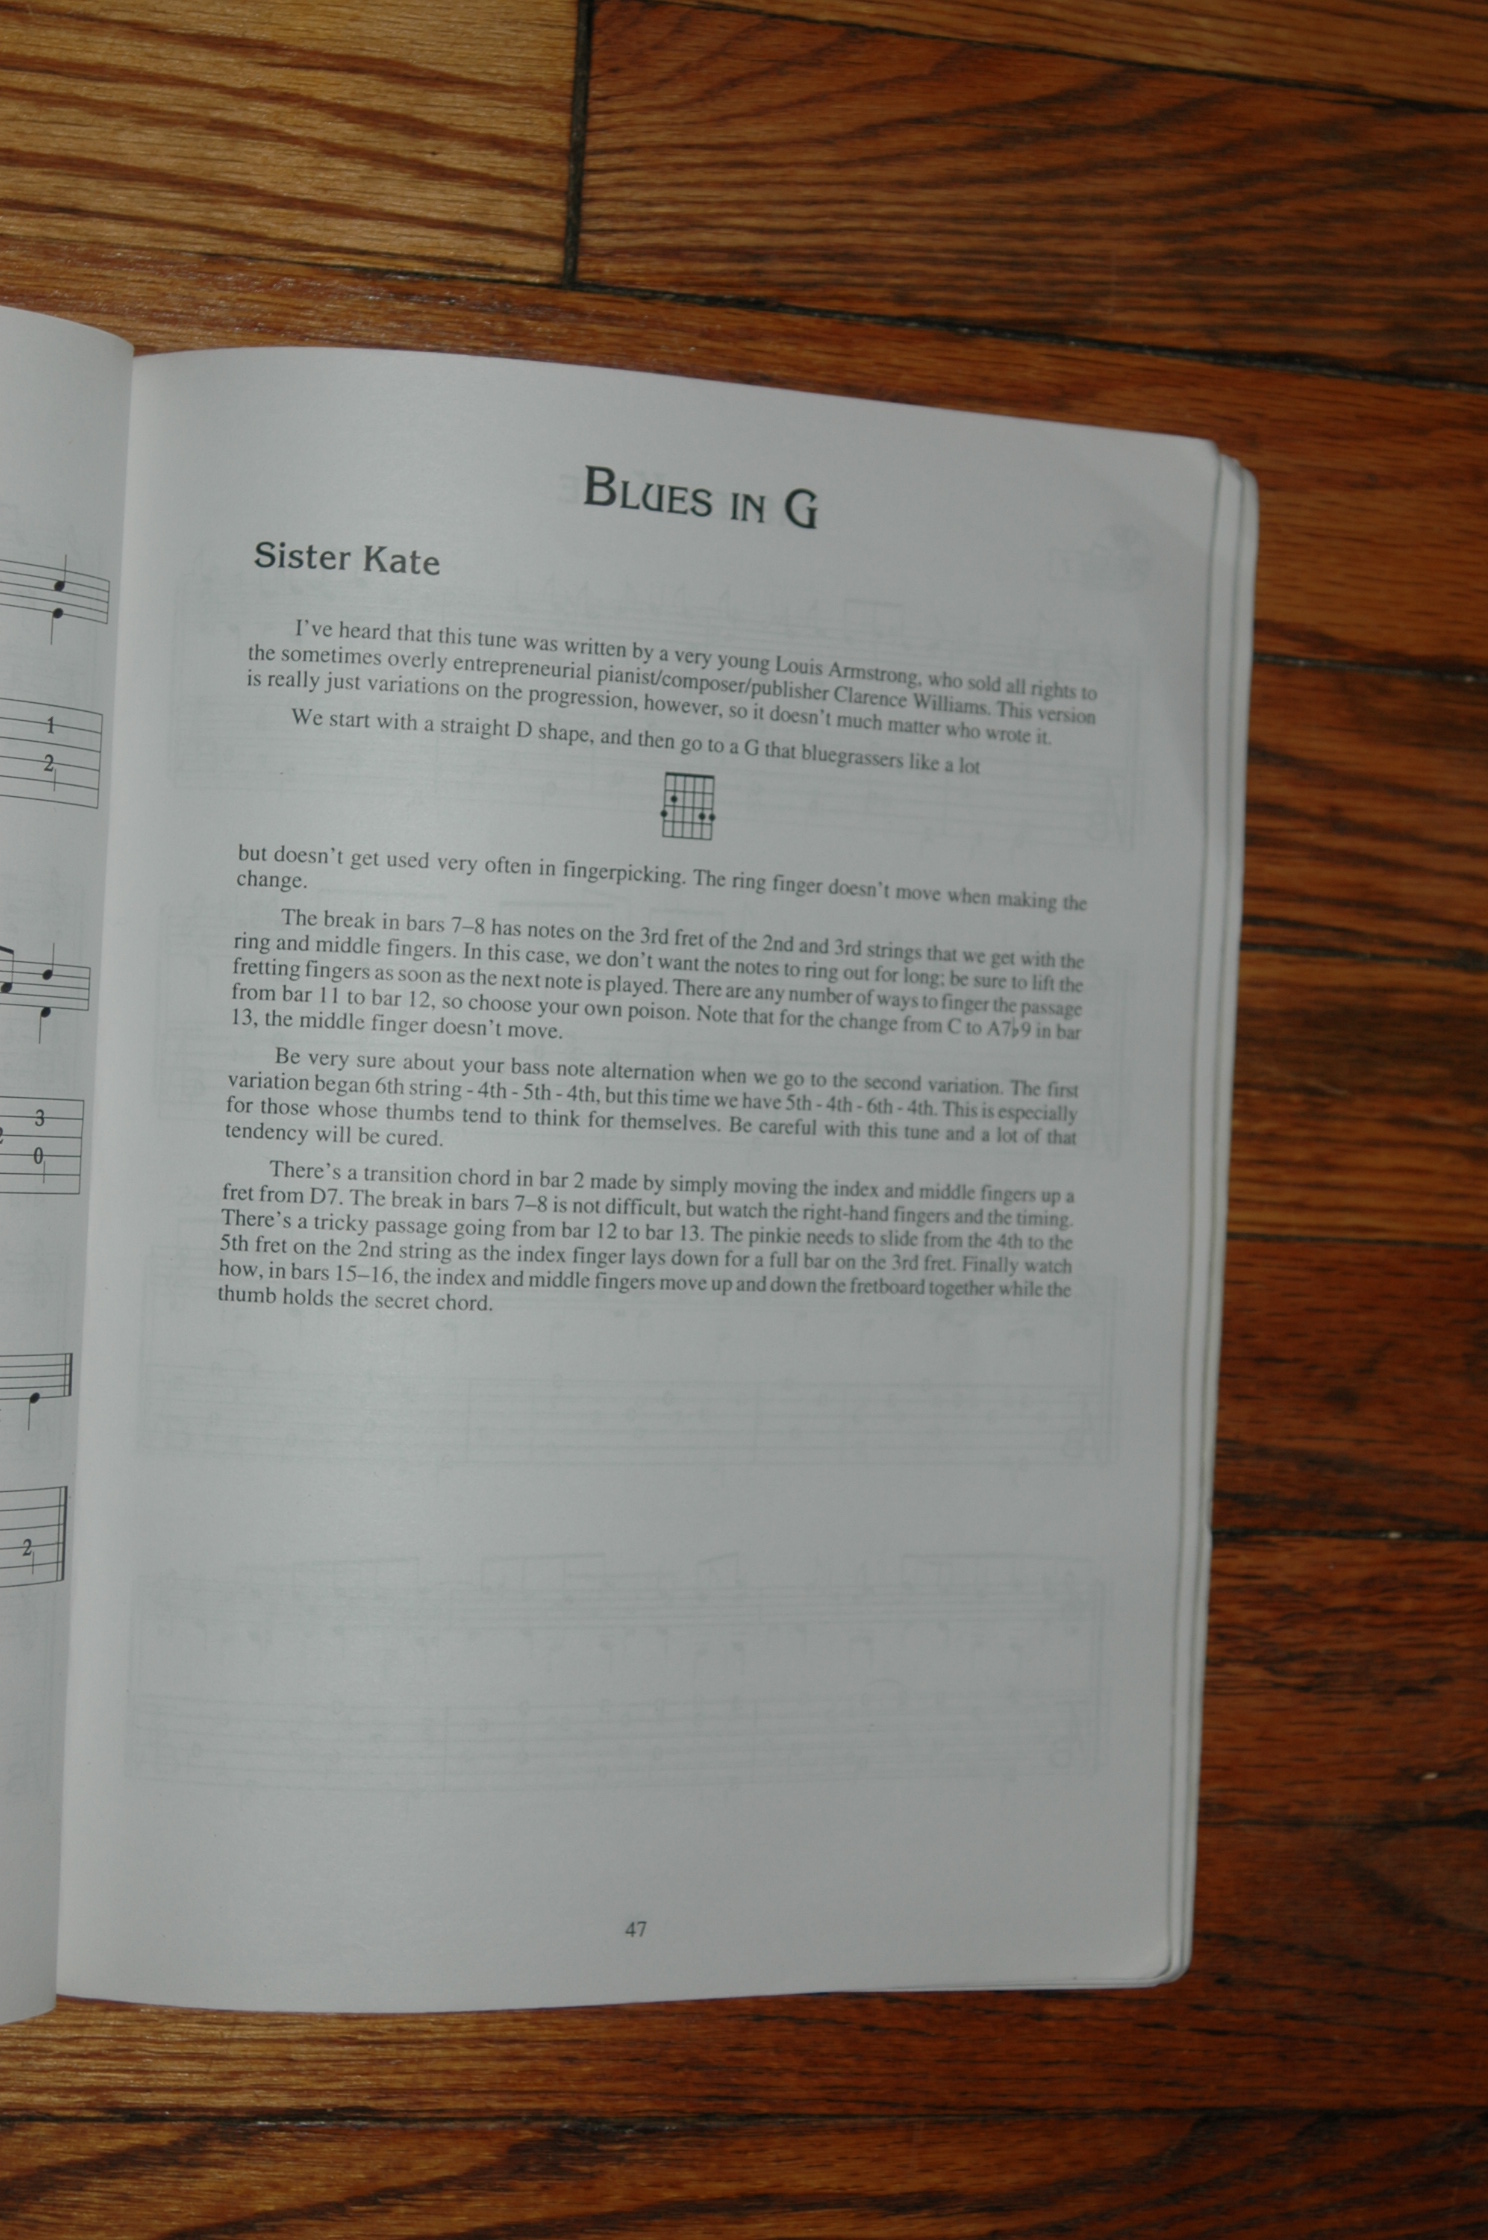 BLUES IN G
Sister Kate
I've heard that this tune was written by a very young Louis Armstrong, who sold all rights to
the sometimes overly entrepreneurial pianist/composer/publisher Clarence Williams. This version
is really just variations on the progression, however, so it doesn't much matter who wrote it.
We start with a straight D shape, and then go to a G that bluegrassers like a lot
but doesn't get used very often in fingerpicking. The ring finger doesn't move when making the
change.
The break in bars 7–8 has notes on the 3rd fret of the 2nd and 3rd strings that we get with the
ring and middle fingers. In this case, we don't want the notes to ring out for long; be sure to lift the
fretting fingers as soon as the next note is played. There are any number of ways to finger the passage
from bar 11 to bar 12, so choose your own poison. Note that for the change from C to A7♭9 in bar
13, the middle finger doesn't move.
Be very sure about your bass note alternation when we go to the second variation. The first
variation began 6th string - 4th - 5th - 4th, but this time we have 5th - 4th - 6th - 4th. This is especially
for those whose thumbs tend to think for themselves. Be careful with this tune and a lot of that
tendency will be cured.
There's a transition chord in bar 2 made by simply moving the index and middle fingers up a
fret from D7. The break in bars 7–8 is not difficult, but watch the right-hand fingers and the timing.
There's a tricky passage going from bar 12 to bar 13. The pinkie needs to slide from the 4th to the
5th fret on the 2nd string as the index finger lays down for a full bar on the 3rd fret. Finally watch
how, in bars 15–16, the index and middle fingers move up and down the fretboard together while the
thumb holds the secret chord.
47
1
2
3
0
2